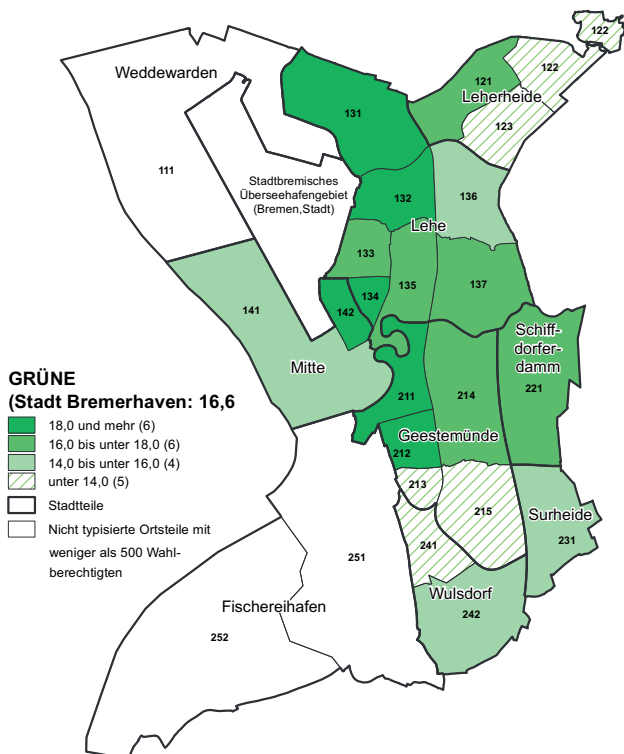 122
Weddewarden
121
122
Leherheide
131
123
111
Stadtbremisches
Überseehafengebiet
(Bremen,Stadt)
132
136
Lehe
133
135
137
134
142
141
Schiff-
dorfer-
damm
Mitte
GRÜNE
(Stadt Bremerhaven: 16,6
18,0 und mehr (6)
16,0 bis unter 18,0 (6)
14,0 bis unter 16,0 (4)
unter 14,0 (5)
Stadtteile
Nicht typisierte Ortsteile mit
weniger als 500 Wahl-
berechtigten
211
214
221
Geestemünde
212
213
215
Surheide
231
241
251
Wulsdorf
242
Fischereihafen
252